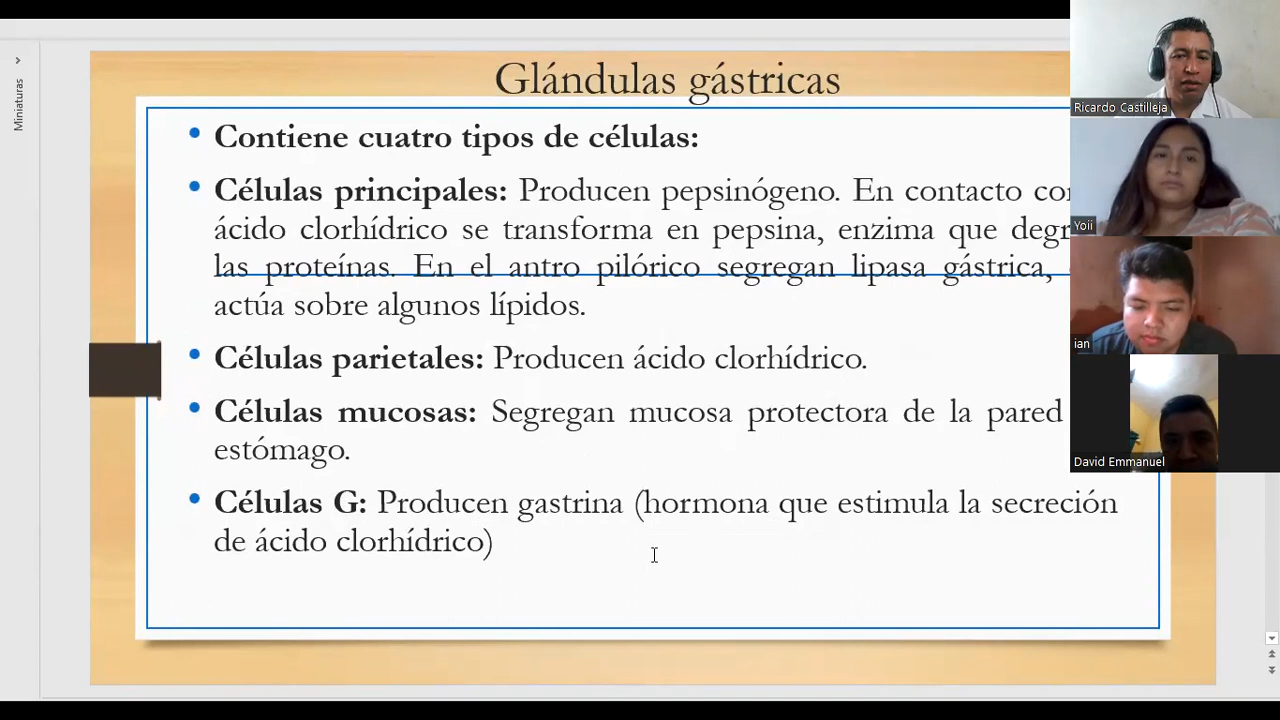 Glándulas gástricas
Miniaturas
• Contiene cuatro tipos de células:
• Células principales: Producen pepsinógeno. En contacto
ácido clorhídrico se transforma en pepsina, enzima que
las proteínas. En el antro pilórico segregan lipasa gástrica,
actúa sobre algunos lípidos.
• Células parietales: Producen ácido clorhídrico.
• Células mucosas: Segregan mucosa protectora de la pared
estómago.
• Células G: Producen gastrina (hormona que estimula la secreción
de ácido clorhídrico)
Ricardo Castilleja
Yoii
ian
David Emmanuel